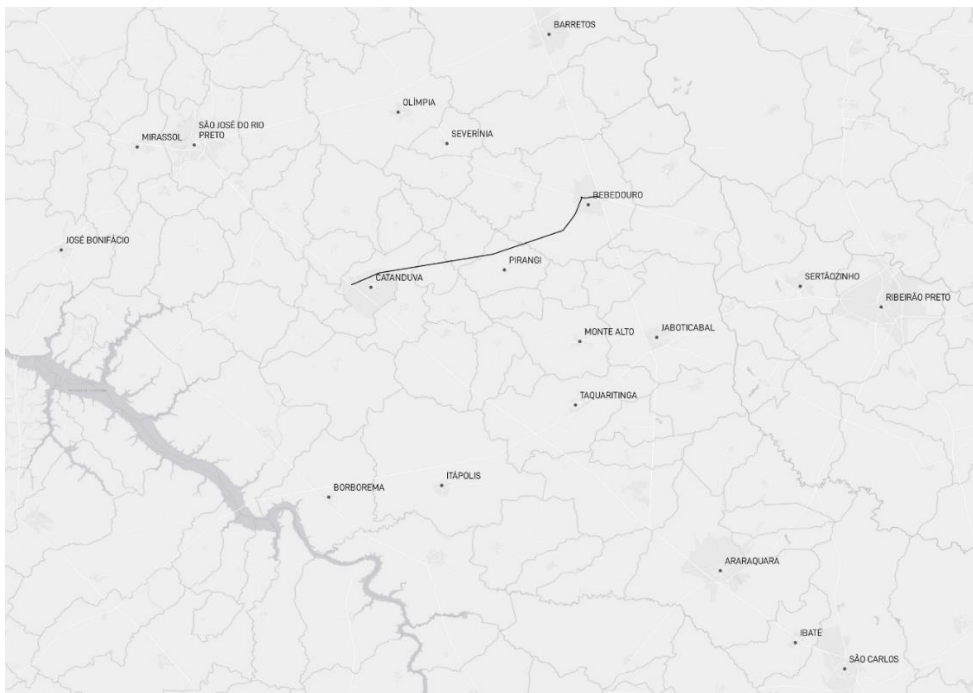 BARRETOS
OLÍMPIA
SÃO JOSÉ DO RIO
PRETO
MIRASSOL
SEVERÍNIA
BEBEDOURO
JOSÉ BONIFÁCIO
PIRANGI
CATANDUVA
SERTÃOZINHO
RIBEIRÃO PRETO
MONTE ALTO
JABOTICABAL
TAQUARITINGA
ITÁPOLIS
BORBOREMA
ARARAQUARA
IBATÉ
SÃO CARLOS